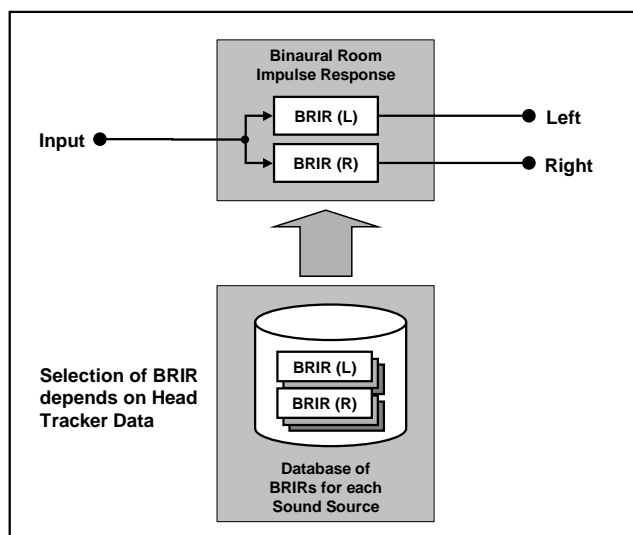 Binaural Room
Impulse Response
BRIR (L)
Input
Left
BRIR (R)
Right
Selection of BRIR
depends on Head
Tracker Data
BRIR (L)
BRIR (R)
Database of
BRIRs for each
Sound Source